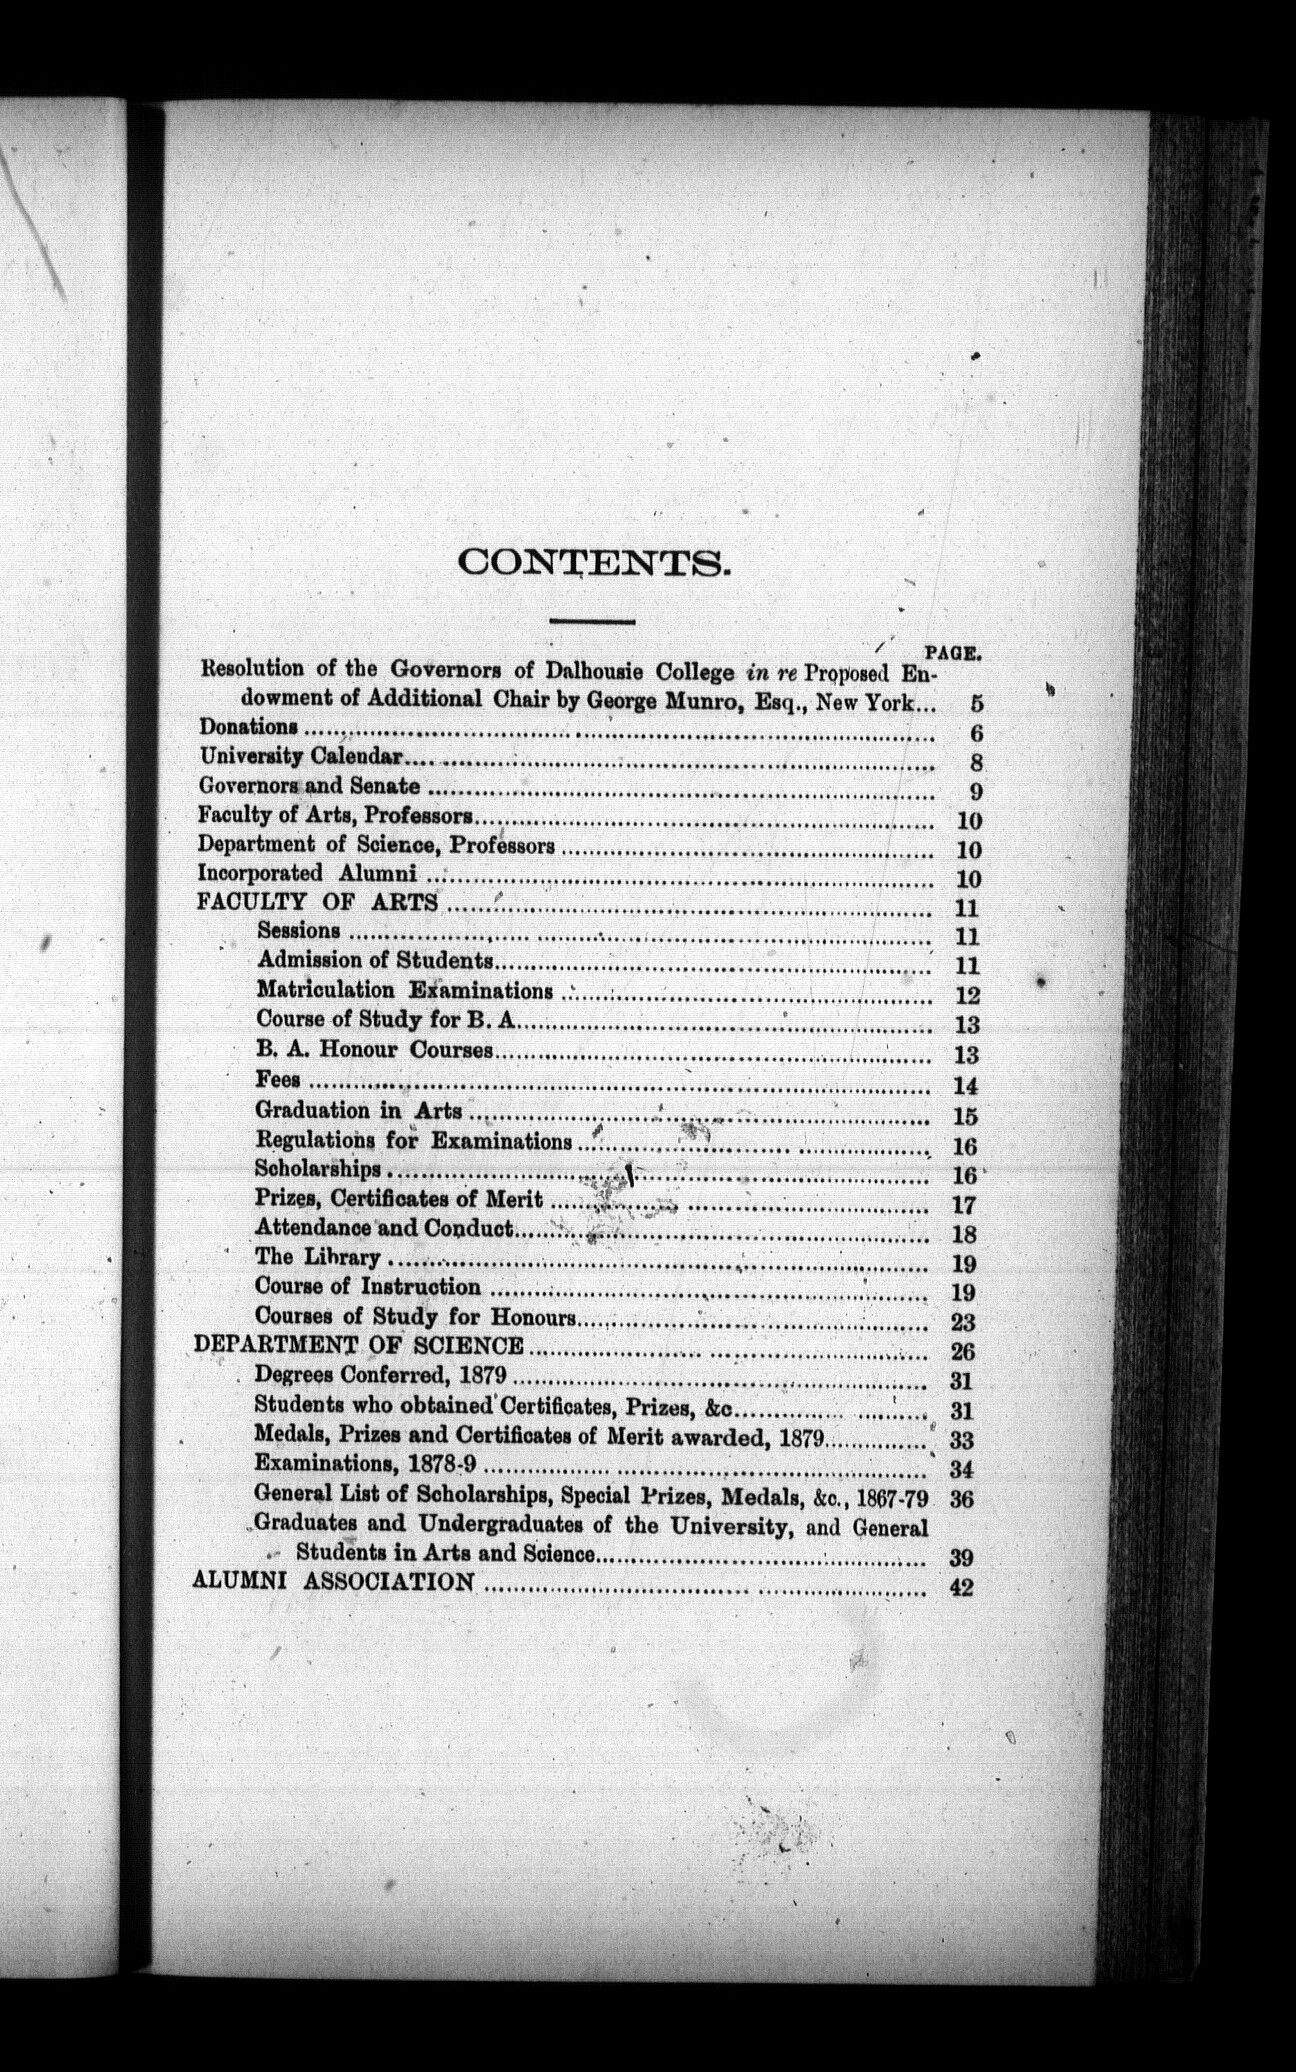 CONTENTS.
PAGE.
Resolution of the Governors of Dalhousie College in re Proposed En-
dowment of Additional Chair by George Munro, Esq., New York... 5
Donations ........ 6
University Calendar........ 8
Governors and Senate ........ 9
Faculty of Arts, Professors........ 10
Department of Science, Professors ........ 10
Incorporated Alumni ........ 10
FACULTY OF ARTS ........ 11
Sessions ........ 11
Admission of Students........ 11
Matriculation Examinations ........ 12
Course of Study for B. A........ 13
B. A. Honour Courses........ 13
Fees ........ 14
Graduation in Arts ........ 15
Regulations for Examinations ........ 16
Scholarships ........ 16
Prizes, Certificates of Merit ........ 17
Attendance and Conduct........ 18
The Library ........ 19
Course of Instruction ........ 19
Courses of Study for Honours........ 23
DEPARTMENT OF SCIENCE ........ 26
Degrees Conferred, 1879 ........ 31
Students who obtained Certificates, Prizes, &c........ 31
Medals, Prizes and Certificates of Merit awarded, 1879........ 33
Examinations, 1878-9 ........ 34
General List of Scholarships, Special Prizes, Medals, &c., 1867-79 36
Graduates and Undergraduates of the University, and General
Students in Arts and Science........ 39
ALUMNI ASSOCIATION ........ 42